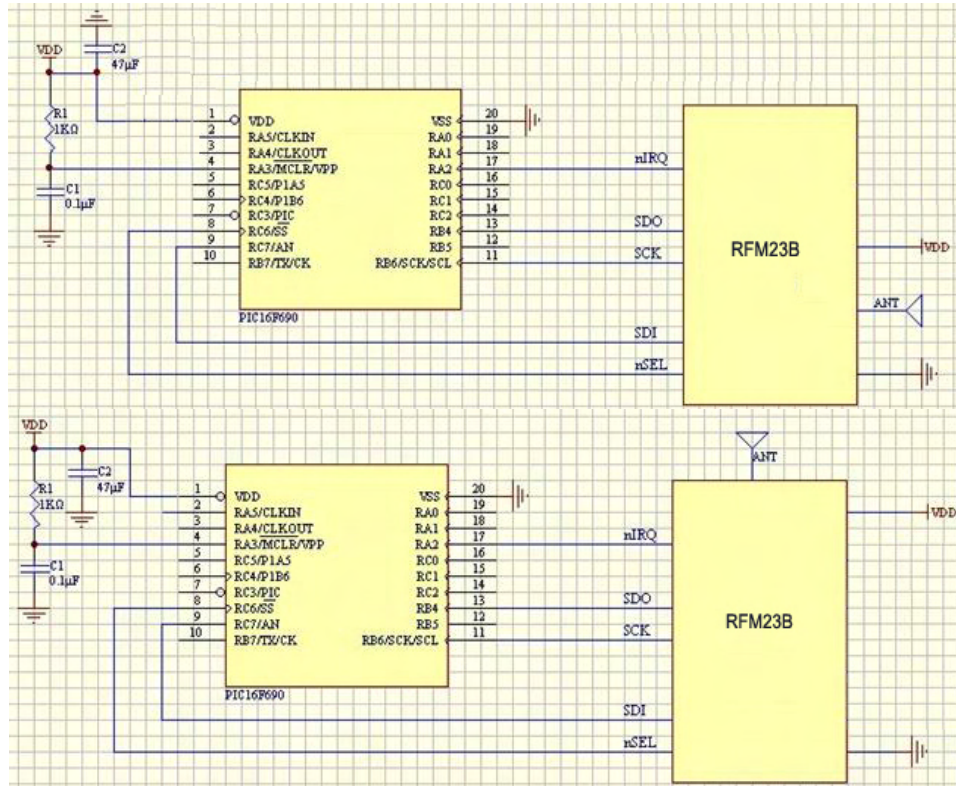 VDD
C2
47µF
R1
1KΩ
C1
0.1µF
1 VDD
2 RA5/CLKIN
3 RA4/CLKOUT
4 RA3/MCLR/VPP
5 RC5/P1A5
6 RC4/P1B6
7 RC3/PIC
8 RC6/SS
9 RC7/AN
10 RB7/TX/CK
VSS 20
RA0 19
RA1 18
RA2 17
RC0 16
RC1 15
RC2 14
RB4 13
RB5 12
RB6/SCK/SCL 11
PIC16F690
nIRQ
SDO
SCK
SDI
nSEL
RFM23B
VDD
ANT
VDD
C2
47µF
R1
1KΩ
C1
0.1µF
1 VDD
2 RA5/CLKIN
3 RA4/CLKOUT
4 RA3/MCLR/VPP
5 RC5/P1A5
6 RC4/P1B6
7 RC3/PIC
8 RC6/SS
9 RC7/AN
10 RB7/TX/CK
VSS 20
RA0 19
RA1 18
RA2 17
RC0 16
RC1 15
RC2 14
RB4 13
RB5 12
RB6/SCK/SCL 11
PIC16F690
nIRQ
SDO
SCK
SDI
nSEL
ANT
RFM23B
VDD